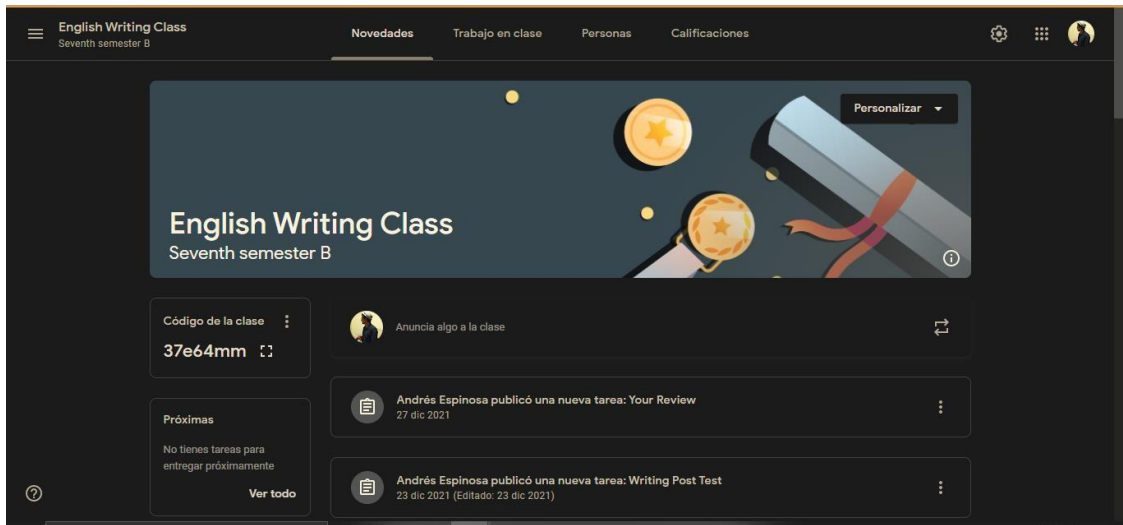 English Writing Class
Seventh semester B
Novedades
Trabajo en clase
Personas
Calificaciones
Personalizar
English Writing Class
Seventh semester B
Código de la clase
37e64mm
Anuncia algo a la clase
Andrés Espinosa publicó una nueva tarea: Your Review
27 dic 2021
Próximas
No tienes tareas para
entregar próximamente
Ver todo
Andrés Espinosa publicó una nueva tarea: Writing Post Test
23 dic 2021 (Editado: 23 dic 2021)